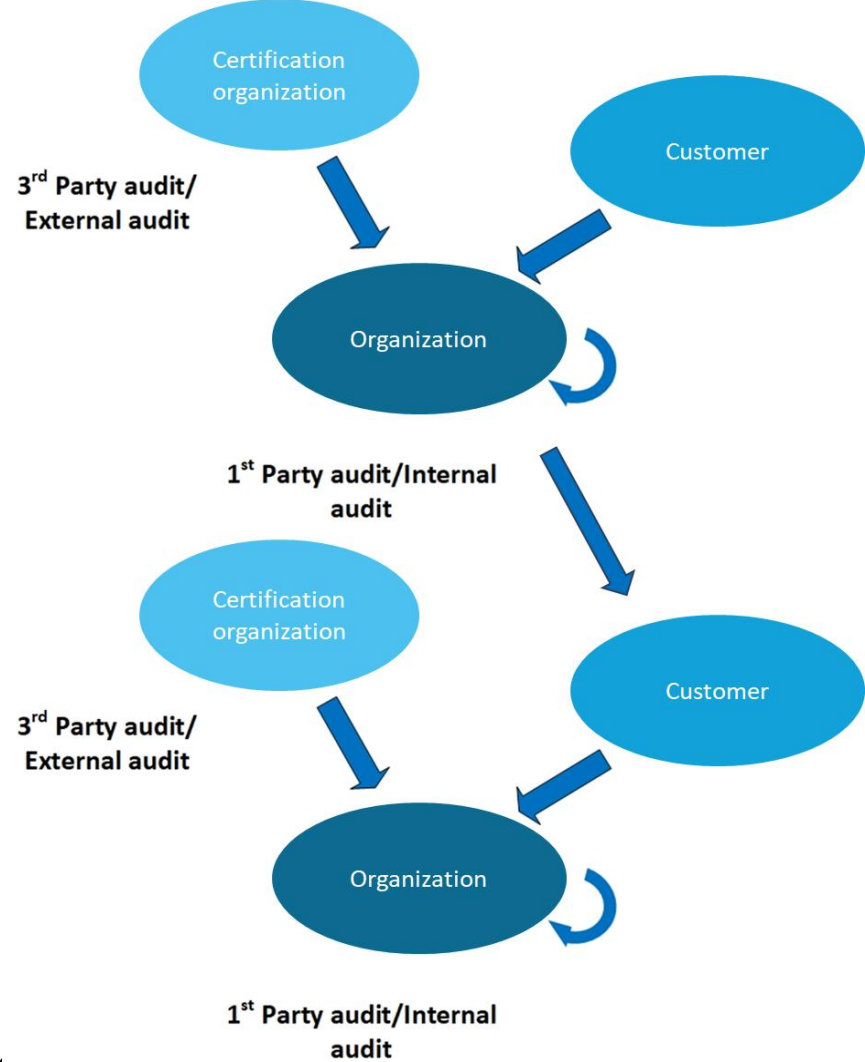 Certification
organization
Customer
3rd Party audit/
External audit
Organization
1st Party audit/Internal
audit
Certification
organization
Customer
3rd Party audit/
External audit
Organization
1st Party audit/Internal
audit